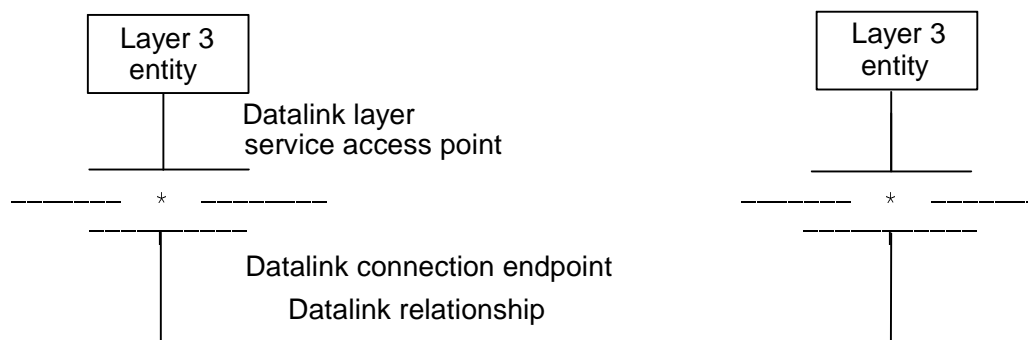 Layer 3
entity
Layer 3
entity
Datalink layer
service access point
*
*
Datalink connection endpoint
Datalink relationship